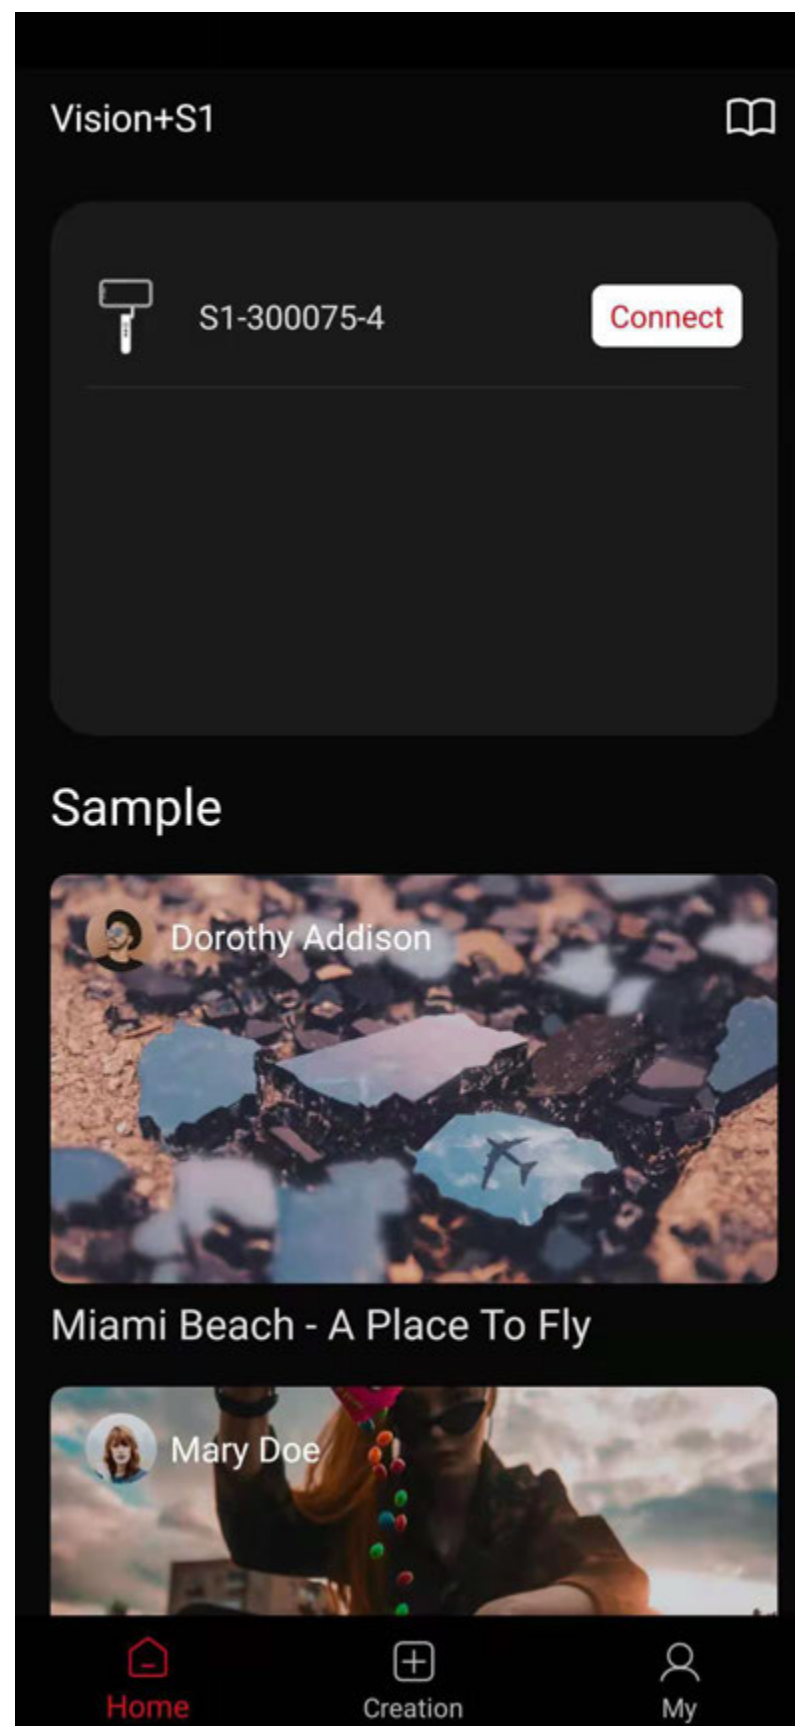 Vision+S1
S1-300075-4
Connect
Sample
Dorothy Addison
Miami Beach - A Place To Fly
Mary Doe
Home
Creation
My